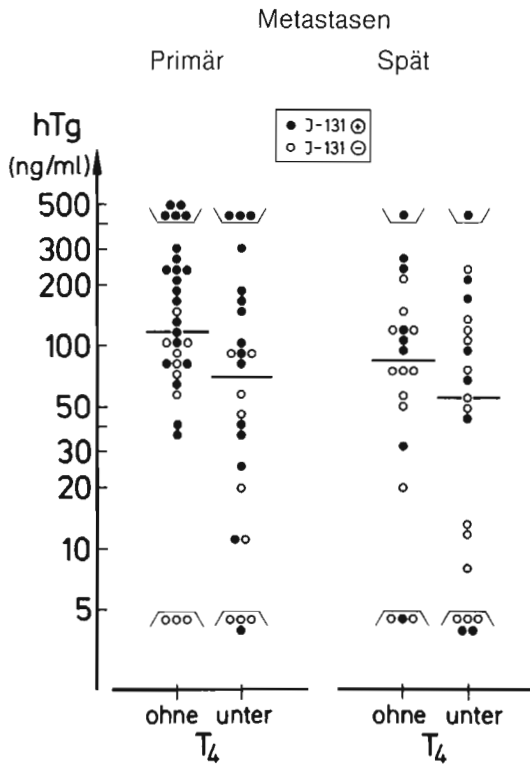 Metastasen
Primär Spät
hTg
(ng/ml)
● J-131 ⊕
○ J-131 ⊖
500
300
200
100
50
30
20
10
5
ohne unter ohne unter
T₄ T₄